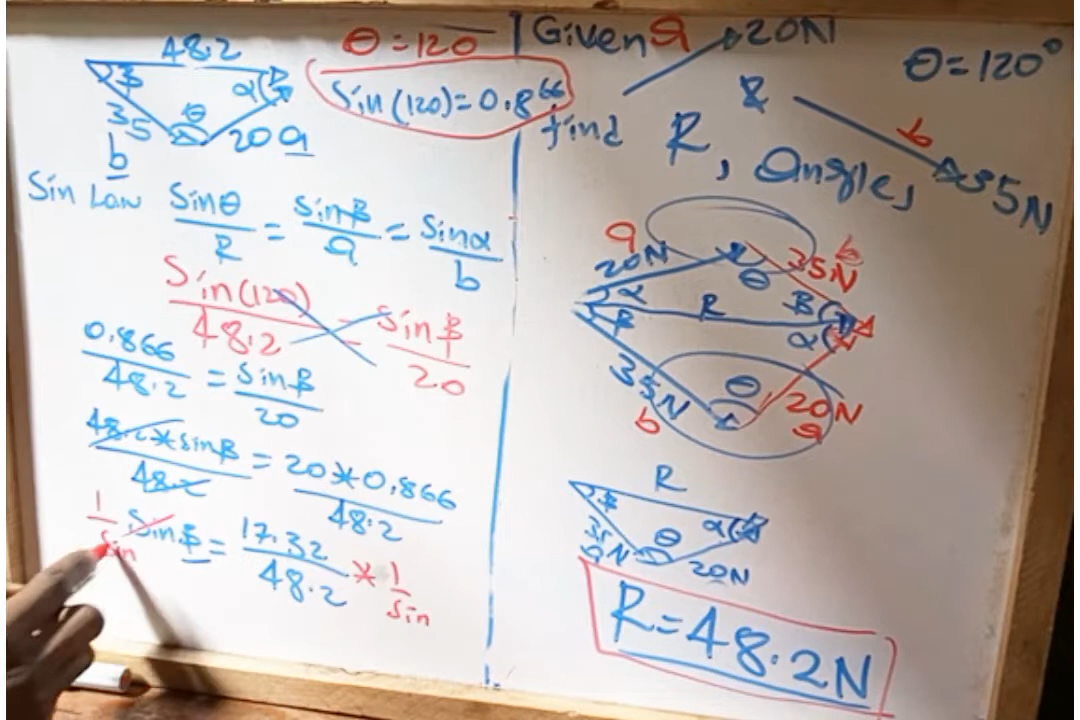 48.2
β
α
θ
35
20 a
b
θ = 120
Sin(120) = 0.866
Sin Law Sinθ/R = Sinβ/a = Sinα/b
Sin(120)/48.2 = Sinβ/20
0.866/48.2 = Sinβ/20
48.2*Sinβ/48.2 = 20*0.866/48.2
1/Sin Sinβ = 17.32/48.2 * 1/Sin
Given a 20N
θ = 120°
&
b
35N
find R, Angle,
a
20N
b
35N
θ
α
R
β
β
α
35N
θ
20N
b
a
R
β
α
35N
θ
20N
R=48.2N